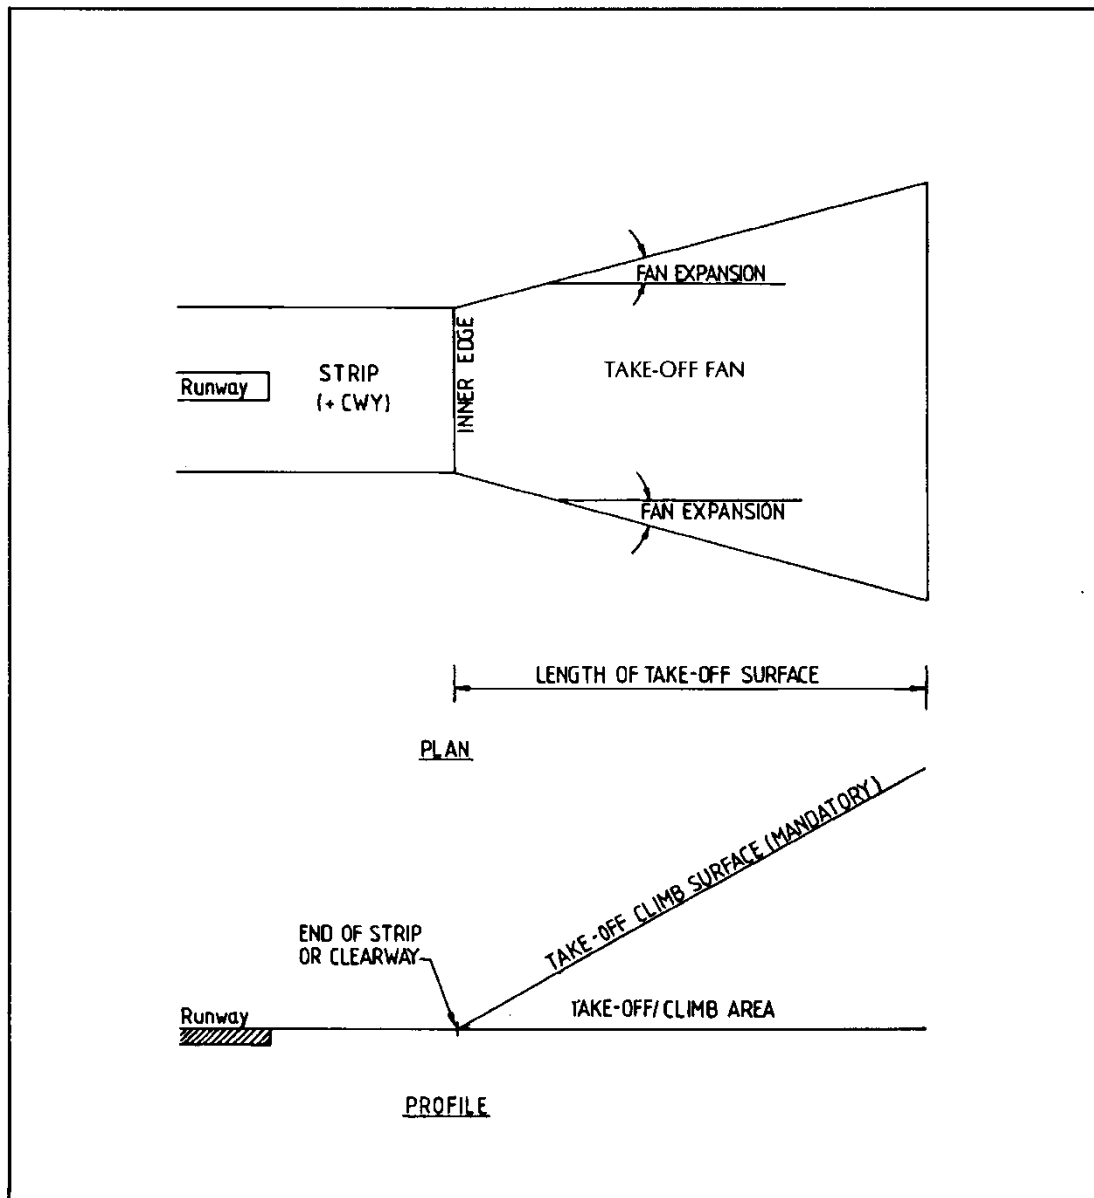 FAN EXPANSION
INNER EDGE
TAKE-OFF FAN
STRIP
(+ CWY)
Runway
FAN EXPANSION
LENGTH OF TAKE-OFF SURFACE
PLAN
TAKE-OFF CLIMB SURFACE (MANDATORY)
END OF STRIP
OR CLEARWAY
TAKE-OFF/CLIMB AREA
Runway
PROFILE